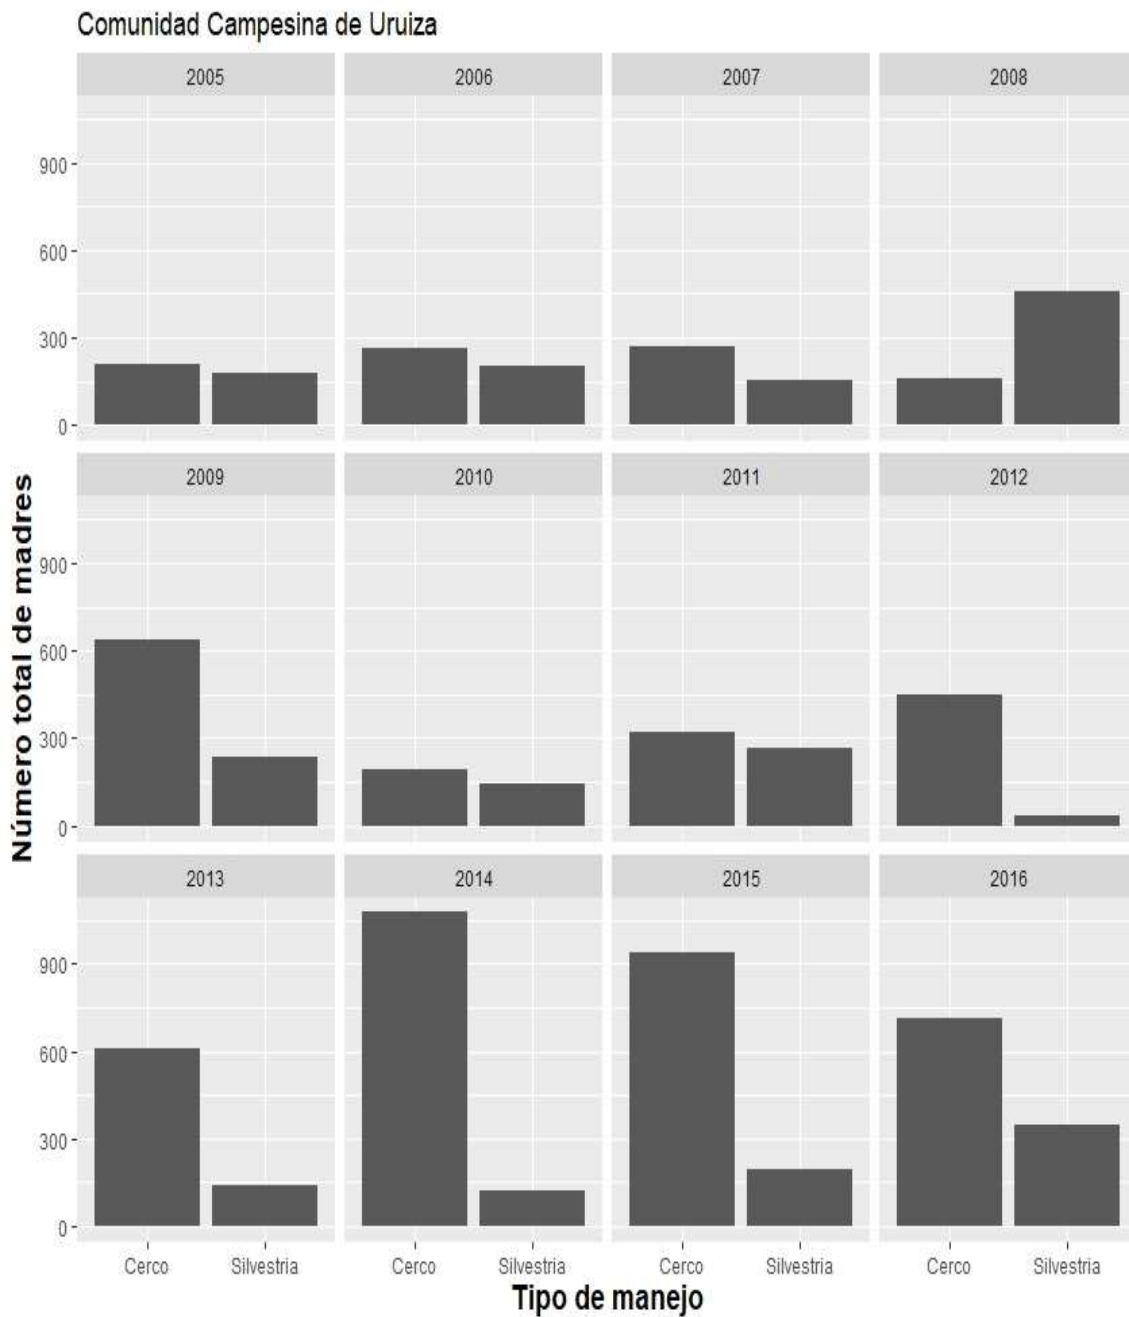 Comunidad Campesina de Uruiza
2005 2006 2007 2008
900
600
300
0
2009 2010 2011 2012
900
600
300
0
2013 2014 2015 2016
900
600
300
0
Cerco Silvestria Cerco Silvestria Cerco Silvestria Cerco Silvestria
Tipo de manejo
Número total de madres